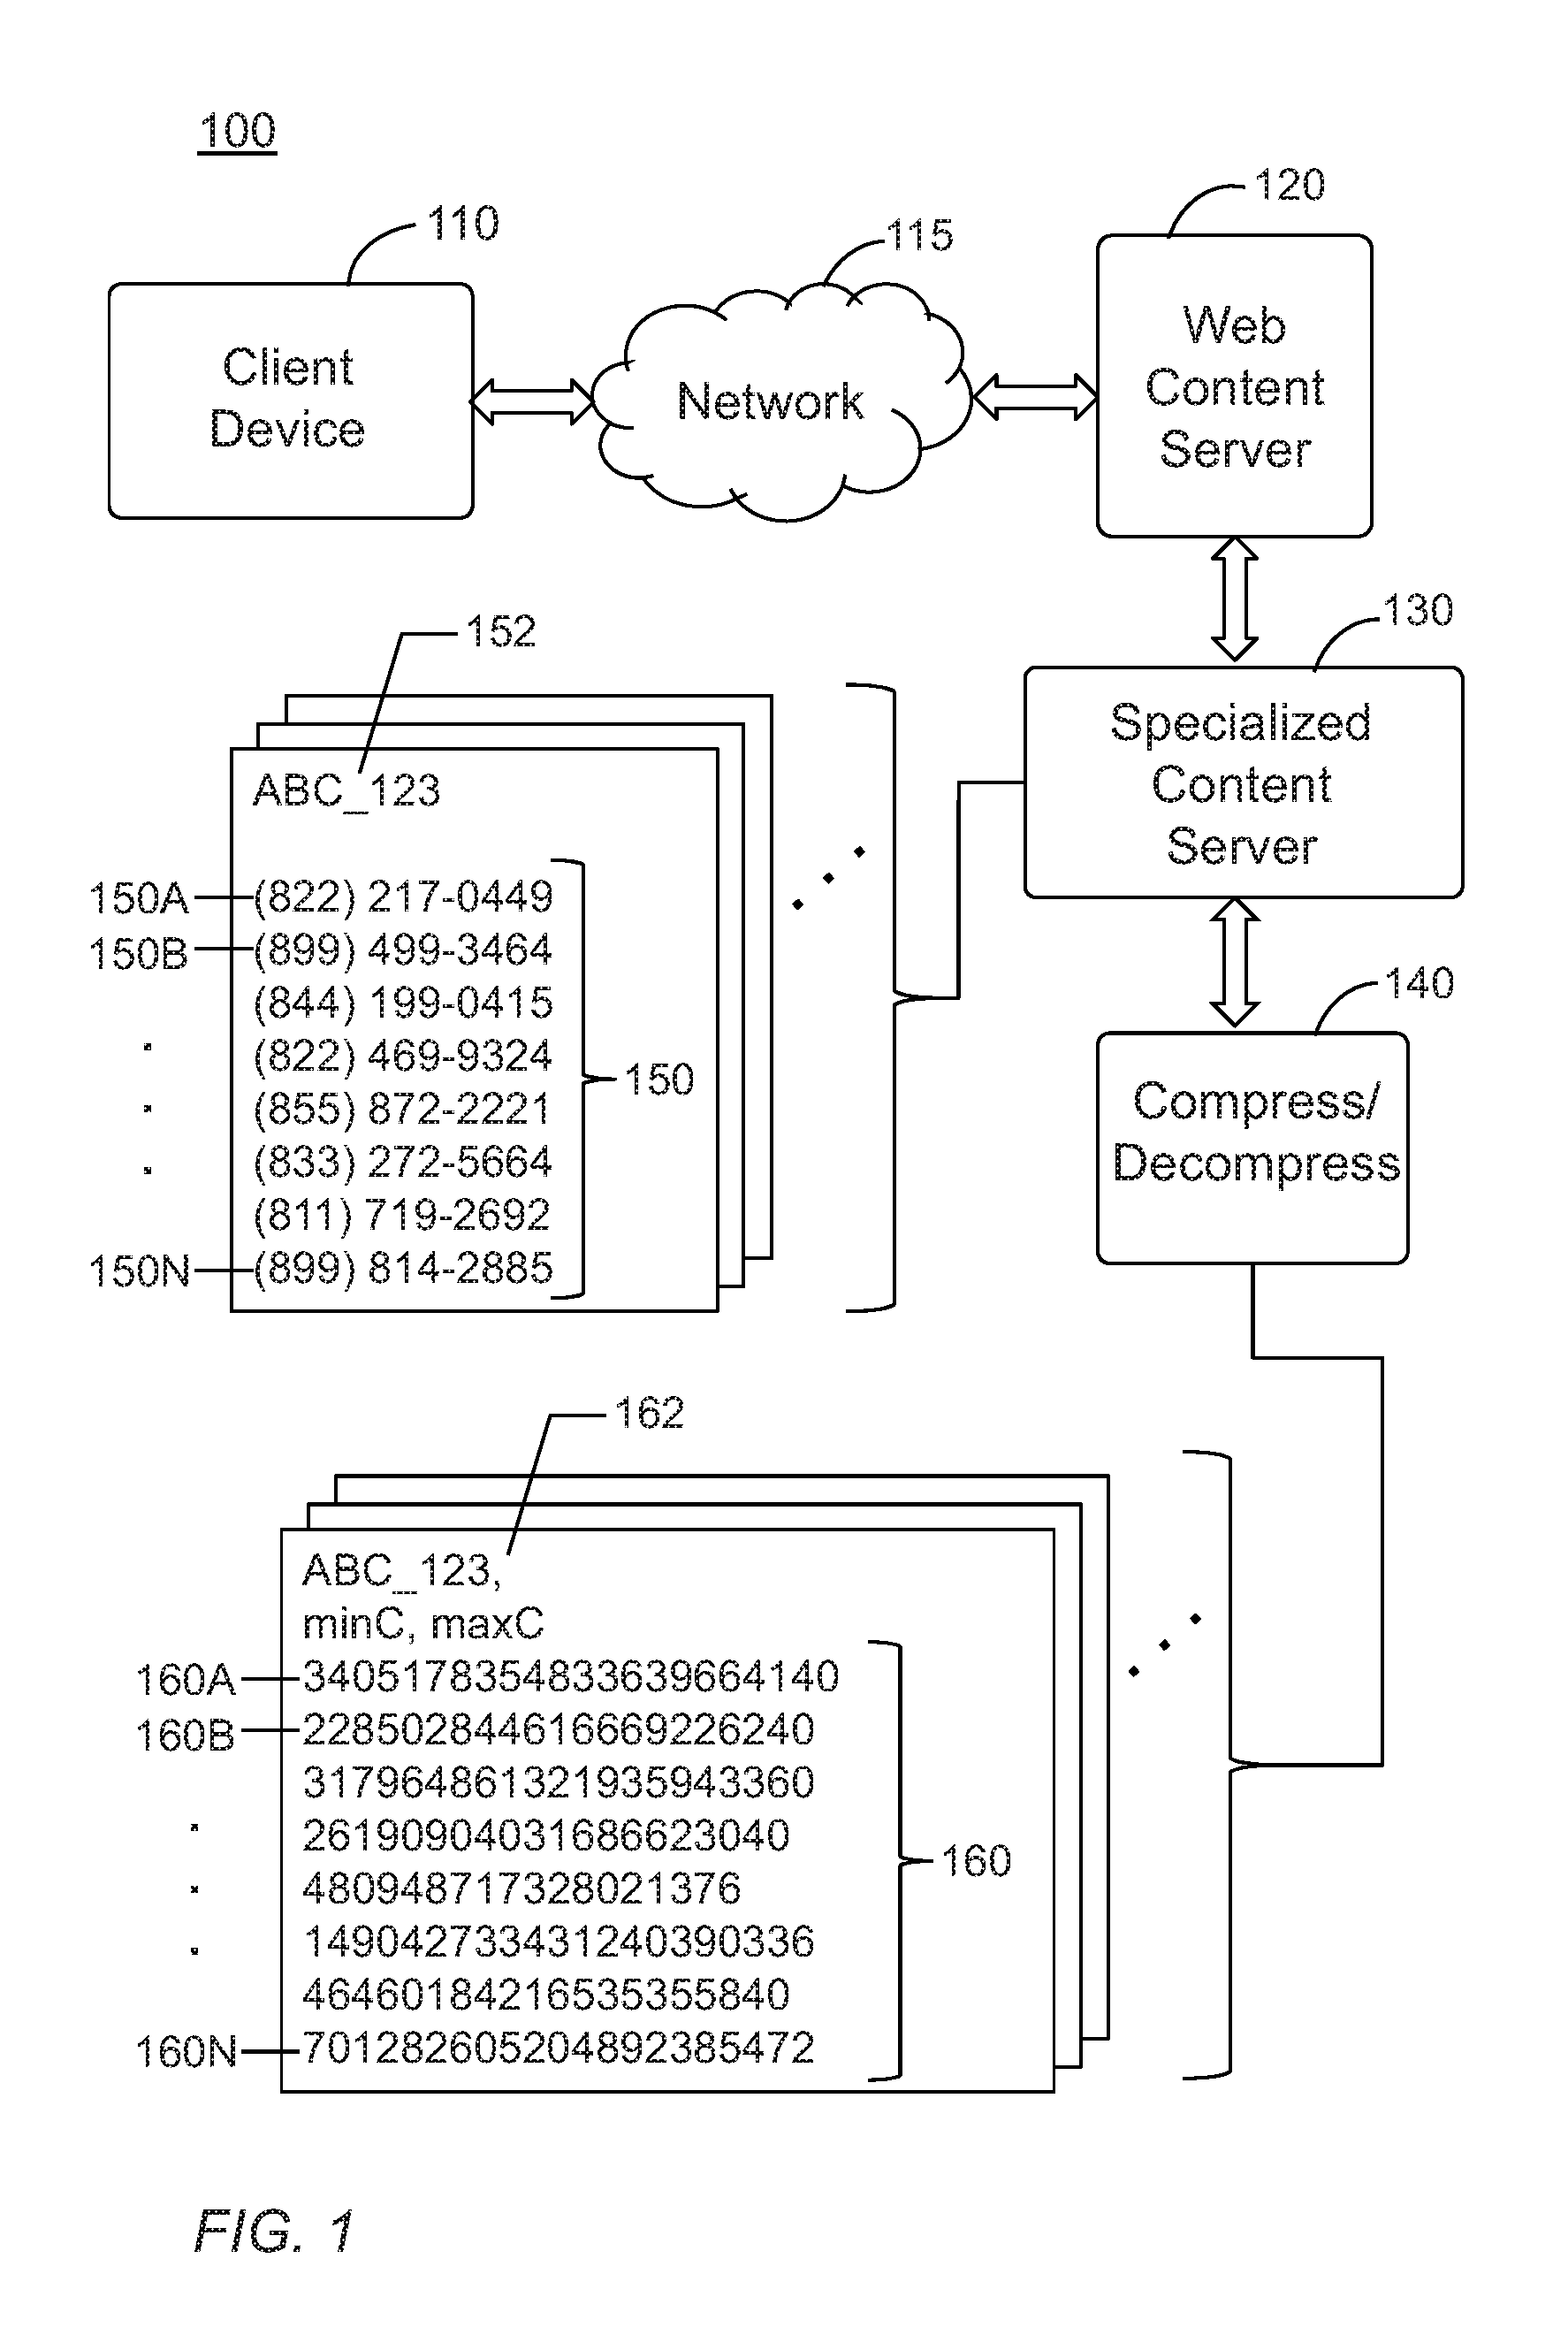 100
110
115
120
Client
Device
Network
Web
Content
Server
130
152
Specialized
Content
Server
ABC_123
150A
(822) 217-0449
150B
(899) 499-3464
(844) 199-0415
(822) 469-9324
(855) 872-2221
(833) 272-5664
(811) 719-2692
150N
(899) 814-2885
150
140
Compress/
Decompress
162
ABC_123,
minC, maxC
160A
3405178354833639664140
160B
228502844616669226240
317964861321935943360
26190904031686623040
480948717328021376
149042733431240390336
46460184216535355840
160N
701282605204892385472
160
FIG. 1